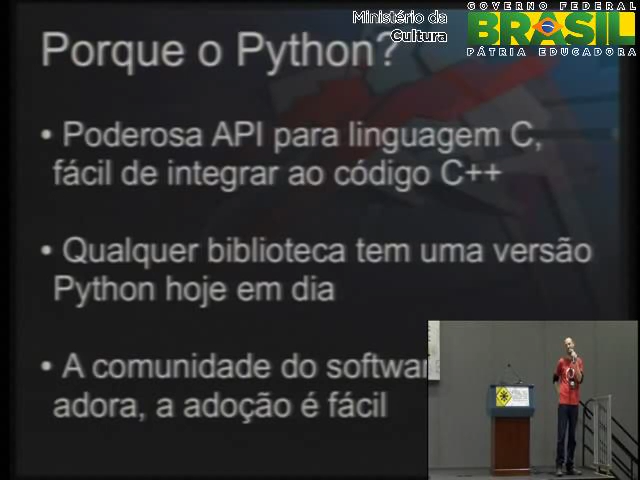 Porque o Python?
Ministério da
Cultura
GOVERNO FEDERAL
BRASIL
PÁTRIA EDUCADORA
• Poderosa API para linguagem C,
fácil de integrar ao código C++
• Qualquer biblioteca tem uma versão
Python hoje em dia
• A comunidade do softwar
adora, a adoção é fácil